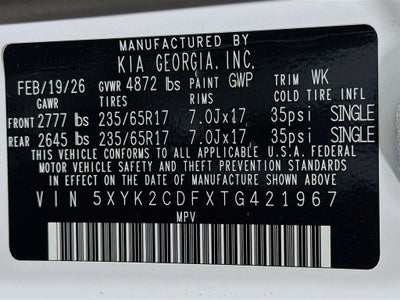 MANUFACTURED BY
KIA GEORGIA, INC.
FEB/19/26 GVWR 4872 lbs PAINT GWP TRIM WK
GAWR TIRES RIMS COLD TIRE INFL
FRONT 2777 lbs 235/65R17 7.0Jx17 35psi SINGLE
REAR 2645 lbs 235/65R17 7.0Jx17 35psi SINGLE
THIS VEHICLE CONFORMS TO ALL APPLICABLE U.S.A. FEDERAL
MOTOR VEHICLE SAFETY AND THEFT PREVENTION STANDARDS
IN EFFECT ON THE DATE OF MANUFACTURE SHOWN ABOVE.
VIN 5XYK2CDFXTG421967
MPV